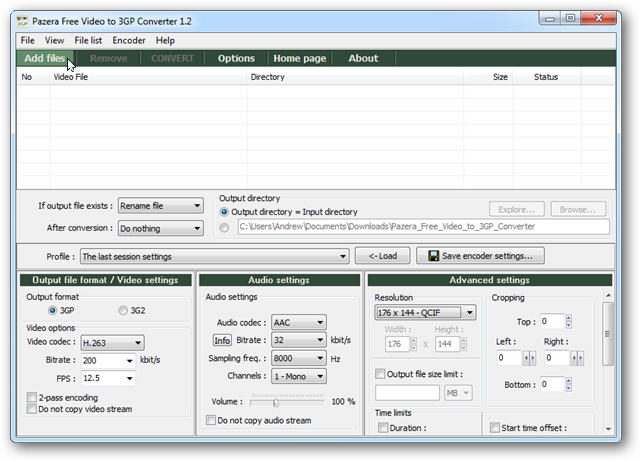 3GP Pazera Free Video to 3GP Converter 1.2
File View File list Encoder Help
Add files Remove CONVERT Options Home page About
No Video File Directory Size Status
If output file exists : Rename file
After conversion : Do nothing
Output directory
Output directory = Input directory
Explore... Browse...
C:\Users\Andrew\Documents\Downloads\Pazera_Free_Video_to_3GP_Converter
Profile : The last session settings <- Load Save encoder settings...
Output file format / Video settings
Output format
3GP 3G2
Video options
Video codec : H.263
Bitrate : 200 kbit/s
FPS : 12.5
2-pass encoding
Do not copy video stream
Audio settings
Audio settings
Audio codec : AAC
Info Bitrate : 32 kbit/s
Sampling freq. : 8000 Hz
Channels : 1 - Mono
Volume : 100 %
Do not copy audio stream
Advanced settings
Resolution
176 x 144 - QCIF
Width : Height :
176 x 144
Output file size limit :
MB
Time limits
Duration :
Cropping
Top : 0
Left : Right :
0 0
Bottom : 0
Start time offset :